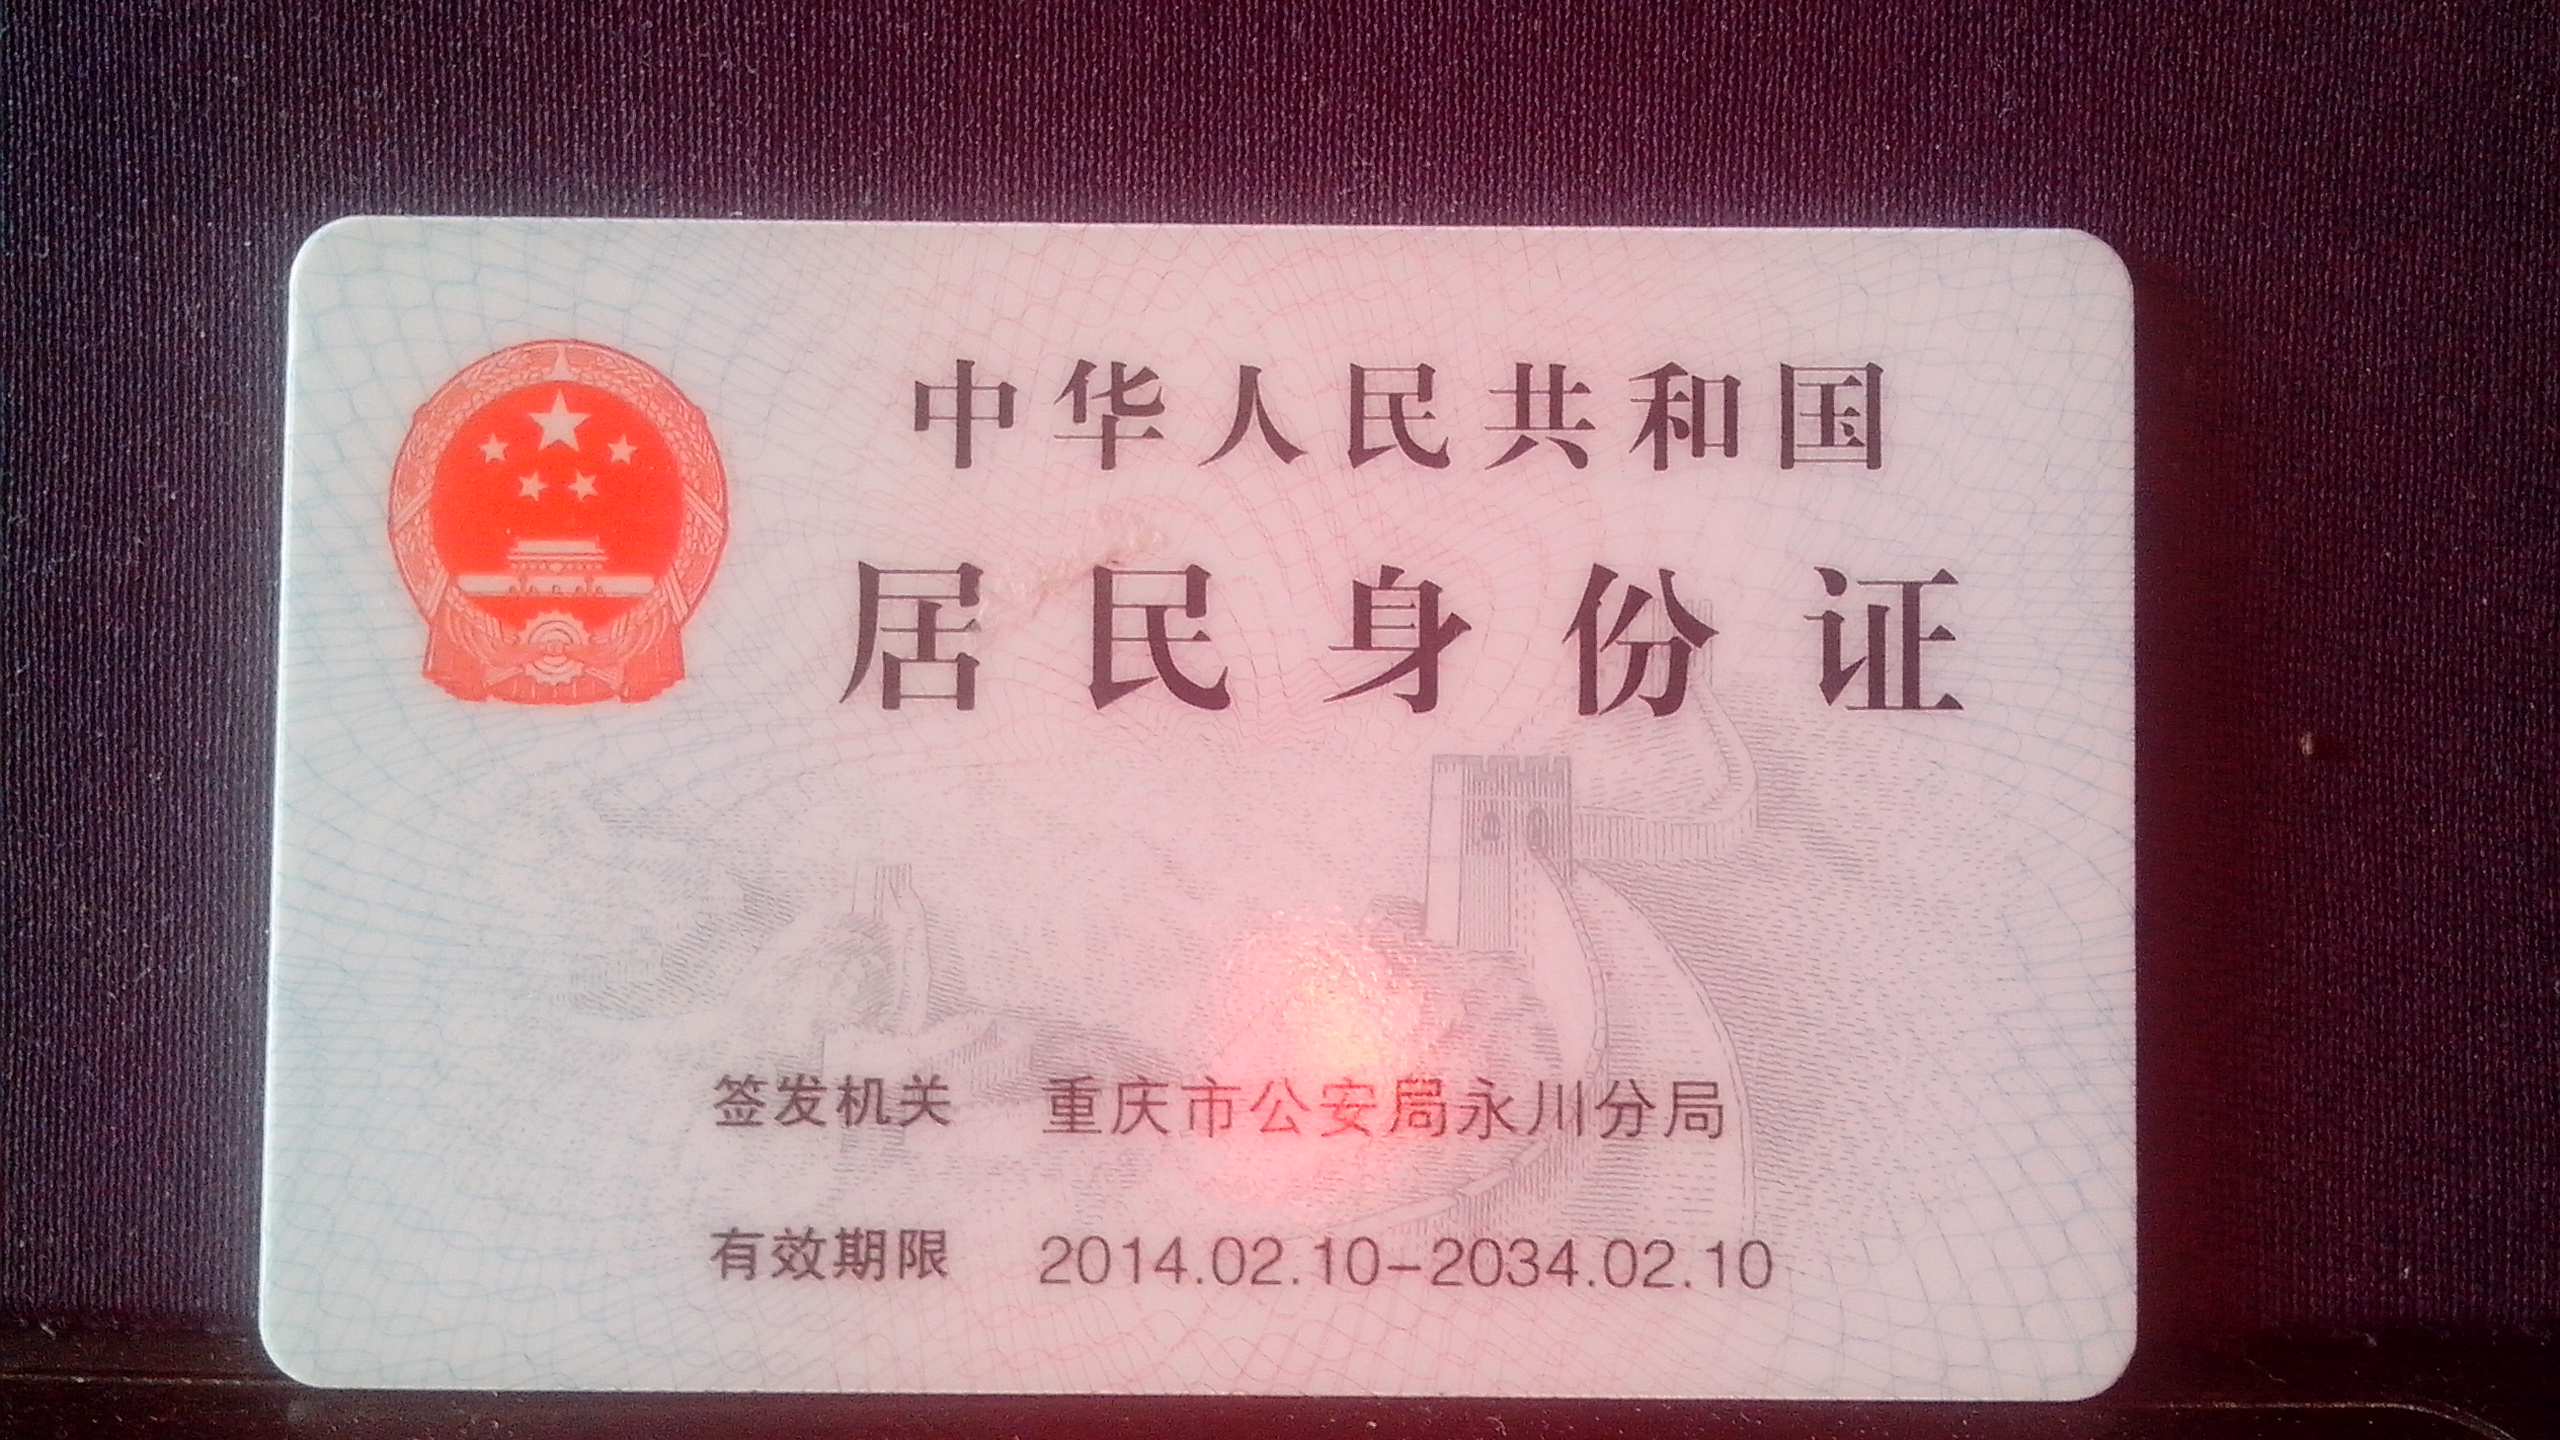 中华人民共和国
居民身份证
签发机关 重庆市公安局永川分局
有效期限 2014.02.10-2034.02.10